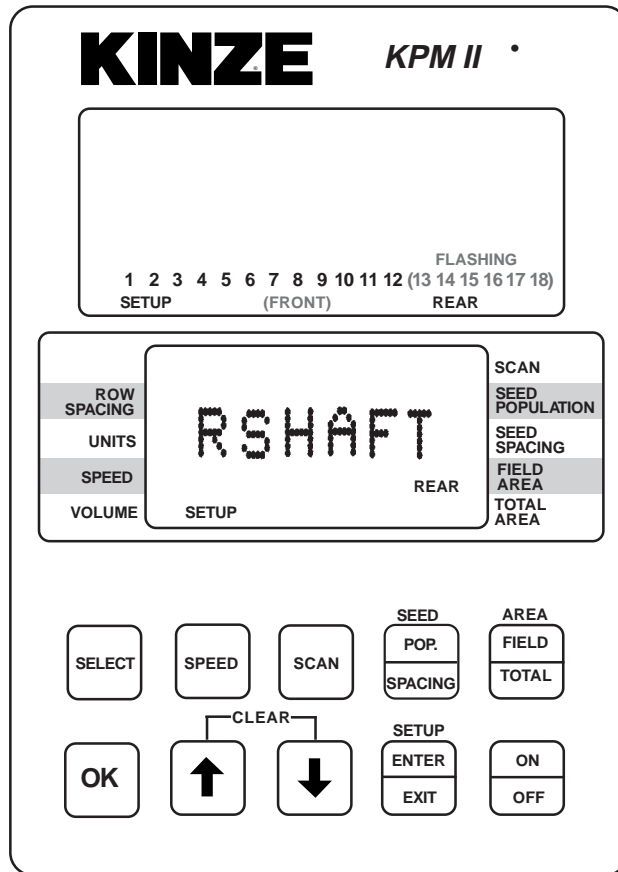 KINZE ® KPM II
FLASHING
1 2 3 4 5 6 7 8 9 10 11 12 (13 14 15 16 17 18)
SETUP (FRONT) REAR
SCAN
ROW SPACING
SEED POPULATION
UNITS
RSHAFT
SEED SPACING
SPEED
REAR
FIELD AREA
VOLUME
SETUP
TOTAL AREA
SEED
AREA
SELECT
SPEED
SCAN
POP.
SPACING
FIELD
TOTAL
CLEAR
SETUP
OK
ENTER
EXIT
ON
OFF